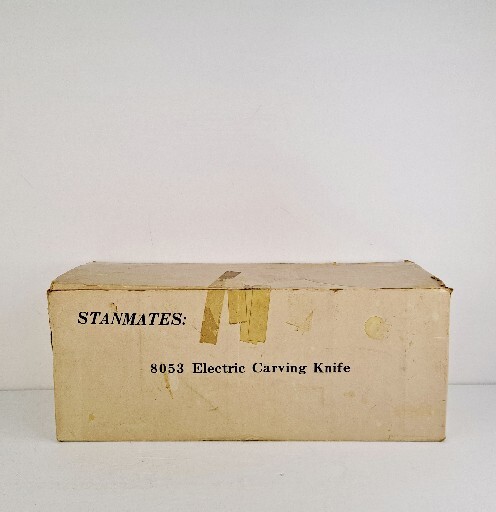 STANMATES:
8053 Electric Carving Knife